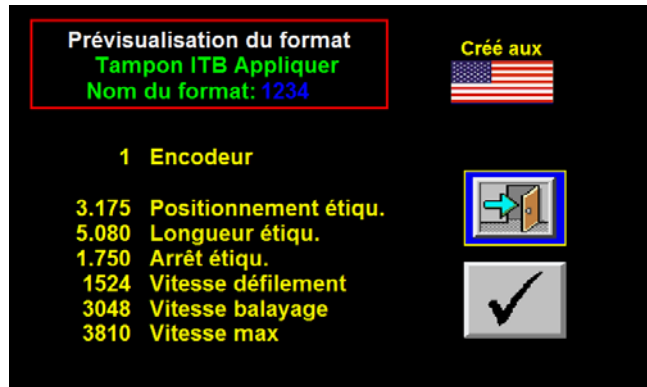 Prévisualisation du format
Tampon ITB Appliquer
Nom du format: 1234
Créé aux
1 Encodeur
3.175 Positionnement étiqu.
5.080 Longueur étiqu.
1.750 Arrêt étiqu.
1524 Vitesse défilement
3048 Vitesse balayage
3810 Vitesse max